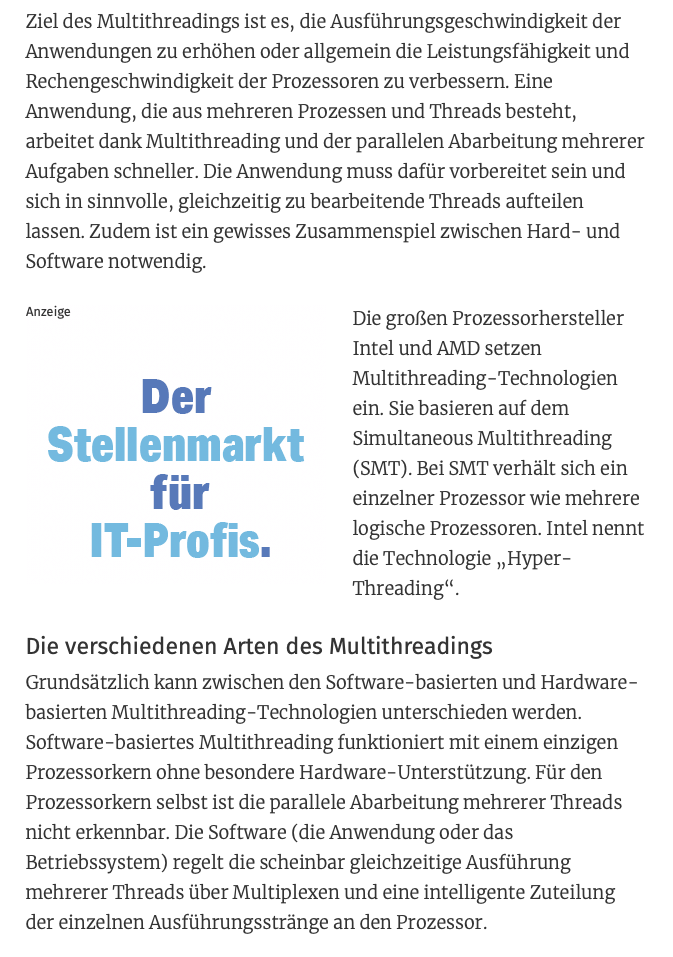 Ziel des Multithreadings ist es, die Ausführungsgeschwindigkeit der
Anwendungen zu erhöhen oder allgemein die Leistungsfähigkeit und
Rechengeschwindigkeit der Prozessoren zu verbessern. Eine
Anwendung, die aus mehreren Prozessen und Threads besteht,
arbeitet dank Multithreading und der parallelen Abarbeitung mehrerer
Aufgaben schneller. Die Anwendung muss dafür vorbereitet sein und
sich in sinnvolle, gleichzeitig zu bearbeitende Threads aufteilen
lassen. Zudem ist ein gewisses Zusammenspiel zwischen Hard- und
Software notwendig.
Anzeige
Der
Stellenmarkt
für
IT-Profis.
Die großen Prozessorhersteller
Intel und AMD setzen
Multithreading-Technologien
ein. Sie basieren auf dem
Simultaneous Multithreading
(SMT). Bei SMT verhält sich ein
einzelner Prozessor wie mehrere
logische Prozessoren. Intel nennt
die Technologie „Hyper-
Threading“.
Die verschiedenen Arten des Multithreadings
Grundsätzlich kann zwischen den Software-basierten und Hardware-
basierten Multithreading-Technologien unterschieden werden.
Software-basiertes Multithreading funktioniert mit einem einzigen
Prozessorkern ohne besondere Hardware-Unterstützung. Für den
Prozessorkern selbst ist die parallele Abarbeitung mehrerer Threads
nicht erkennbar. Die Software (die Anwendung oder das
Betriebssystem) regelt die scheinbar gleichzeitige Ausführung
mehrerer Threads über Multiplexen und eine intelligente Zuteilung
der einzelnen Ausführungsstränge an den Prozessor.